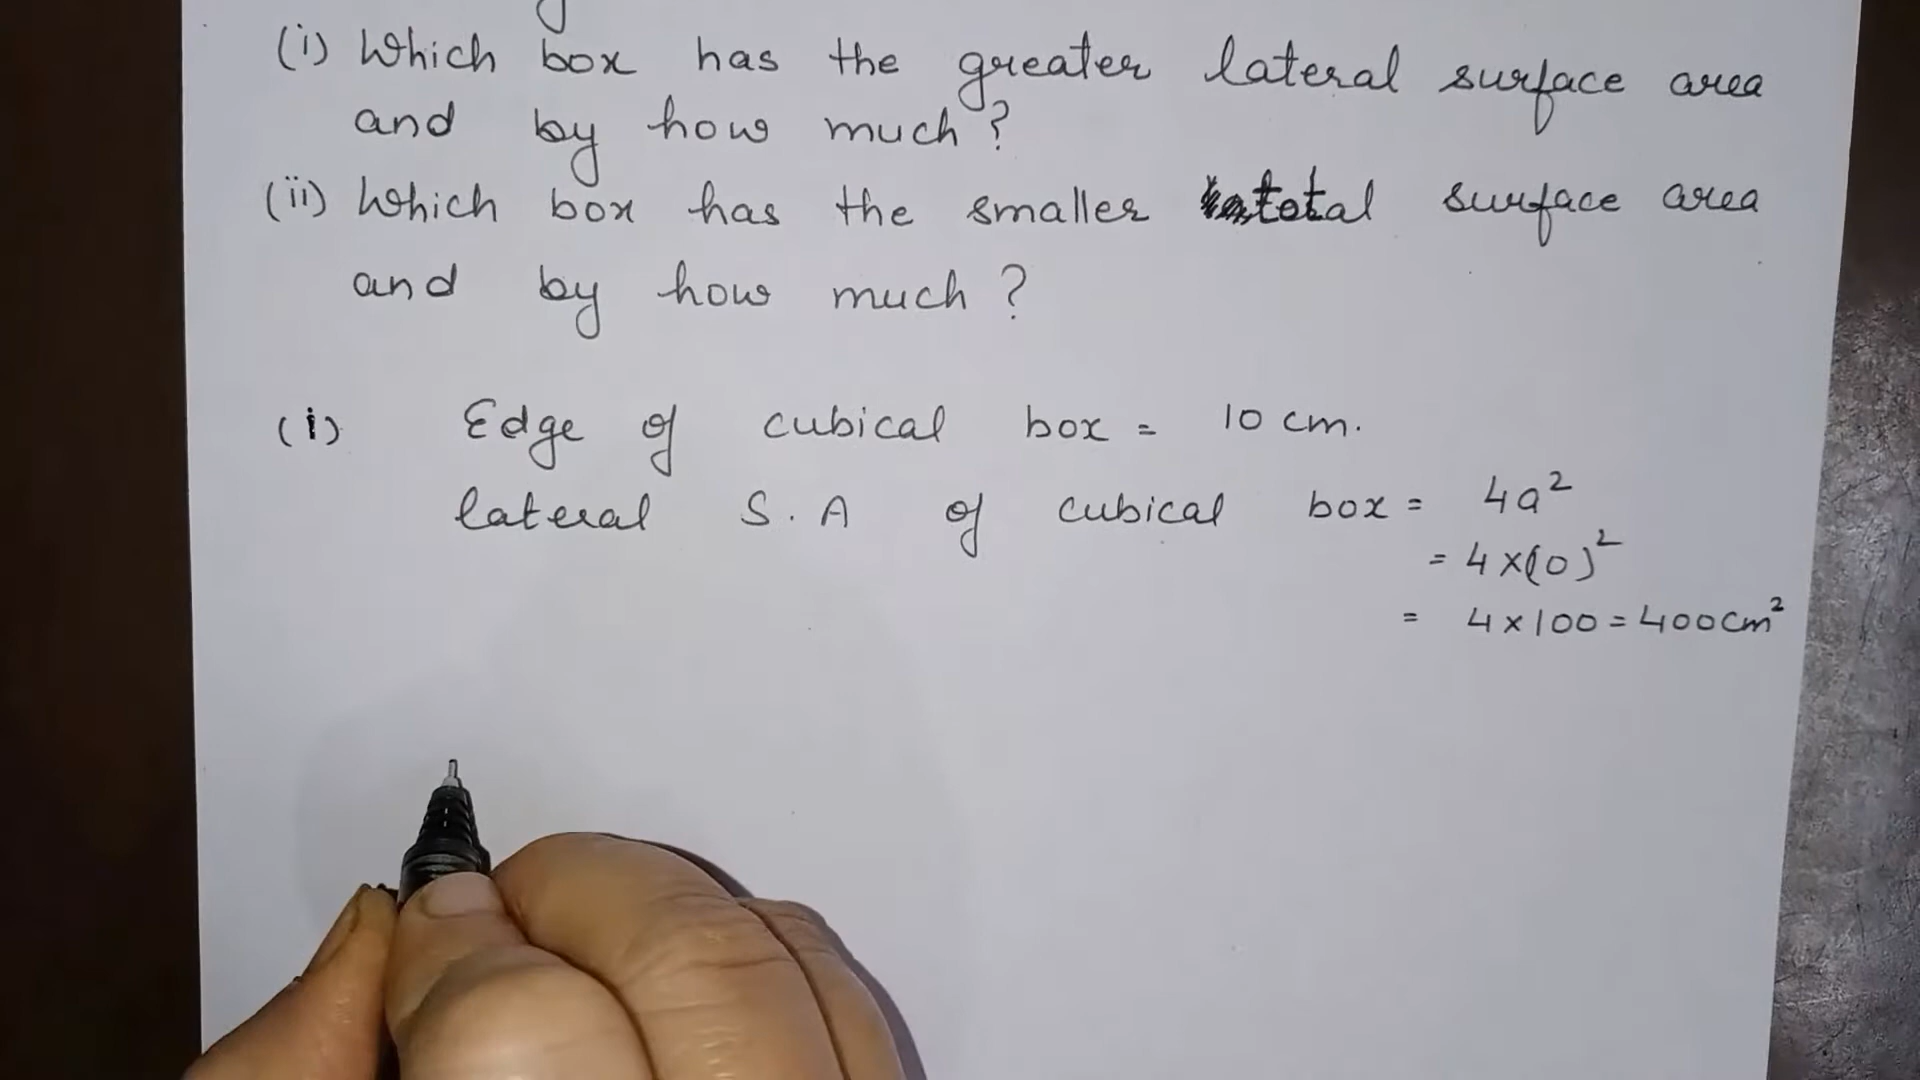 (i) Which box has the greater lateral surface area
and by how much?
(ii) Which box has the smaller total surface area
and by how much?
(i) Edge of cubical box = 10 cm.
lateral S.A of cubical box = 4a²
= 4×(0)²
= 4×100=400cm²